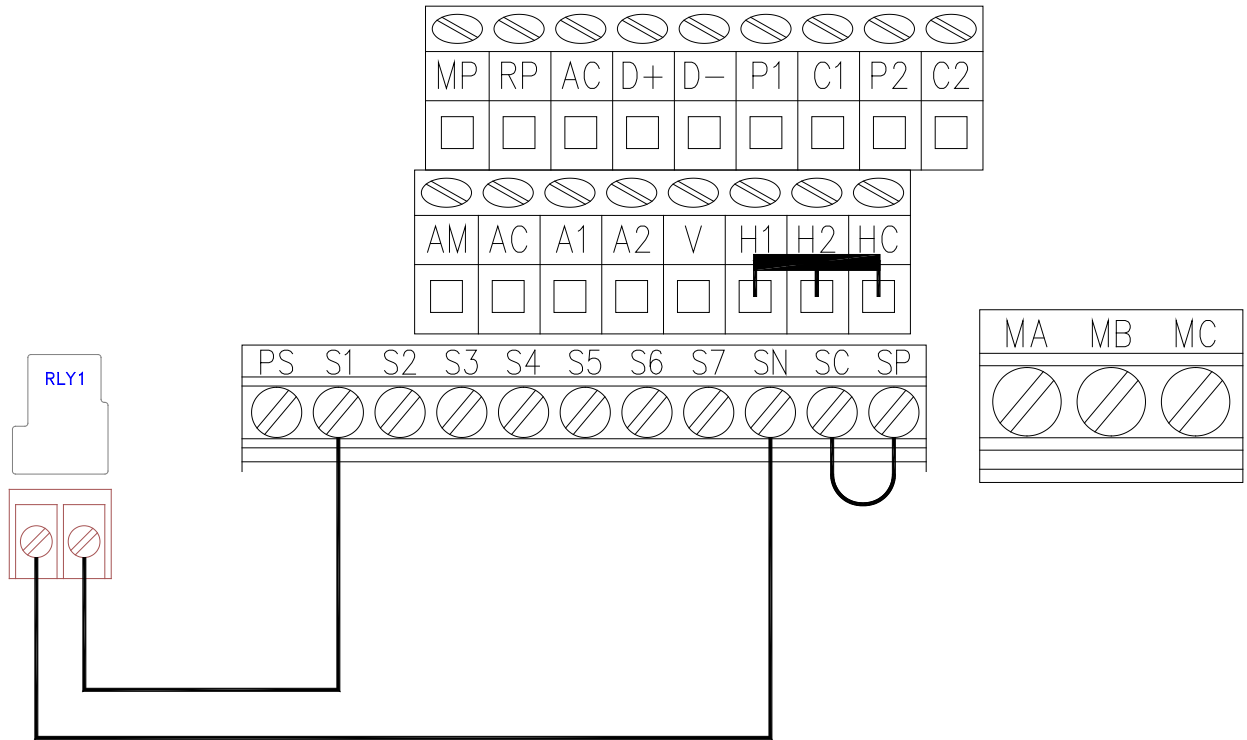 MP RP AC D+ D- P1 C1 P2 C2
AM AC A1 A2 V H1 H2 HC
MA MB MC
PS S1 S2 S3 S4 S5 S6 S7 SN SC SP
RLY1